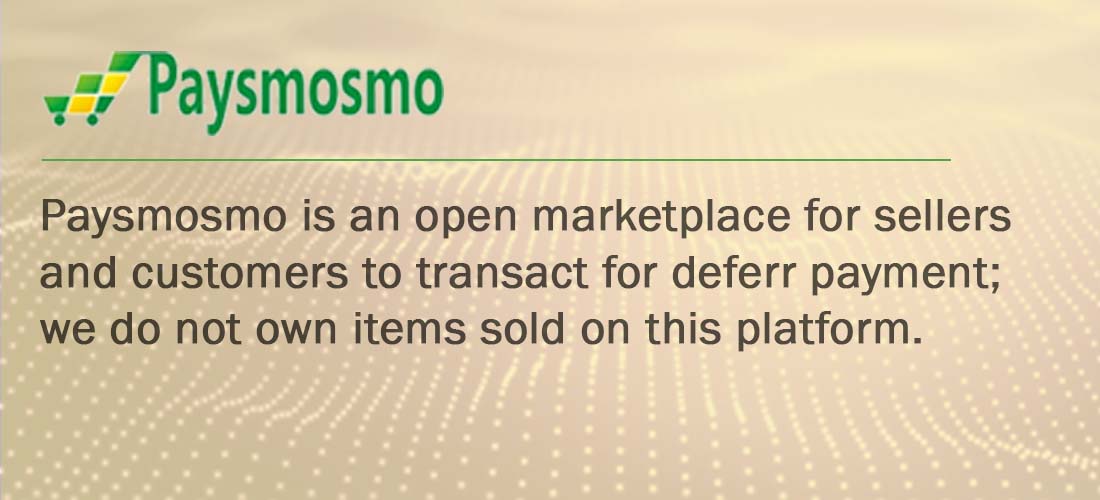 Paysmosmo
Paysmosmo is an open marketplace for sellers
and customers to transact for deferr payment;
we do not own items sold on this platform.